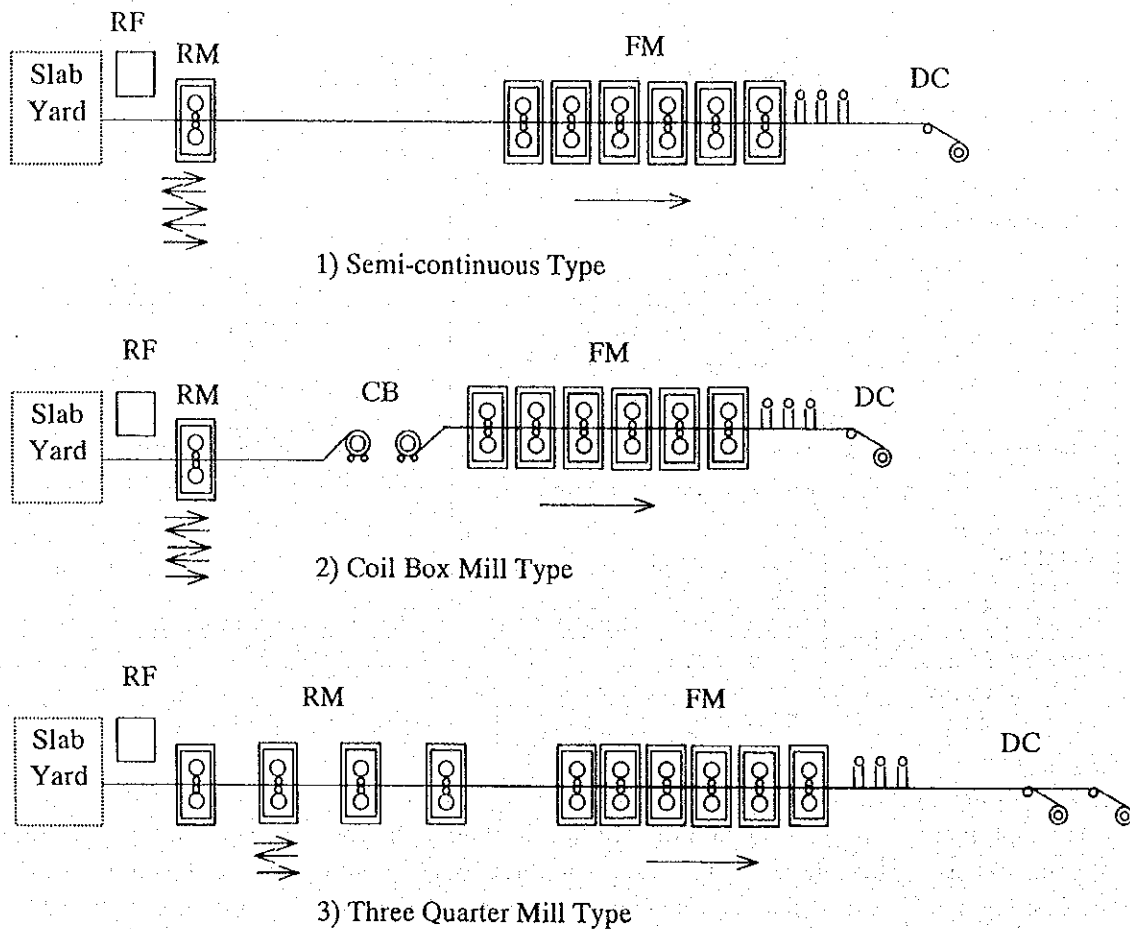 RF
RM
FM
DC
Slab
Yard
1) Semi-continuous Type
RF
RM
CB
FM
DC
Slab
Yard
2) Coil Box Mill Type
RF
RM
FM
DC
Slab
Yard
3) Three Quarter Mill Type